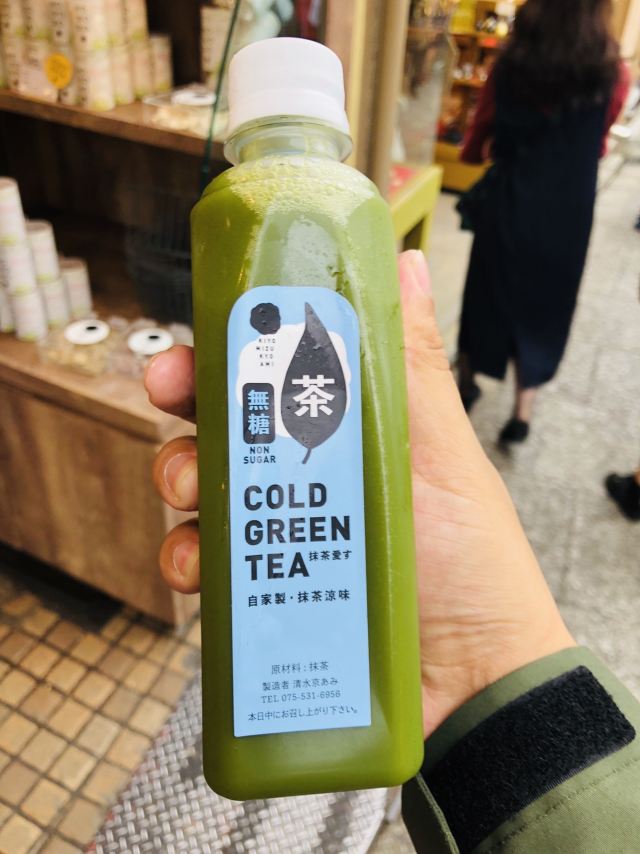 KIYO
MIZU
KYO
AMI
茶
無糖
NON
SUGAR
COLD
GREEN
TEA 抹茶愛す
自家製・抹茶涼味
原材料：抹茶
製造者 清水京あみ
TEL 075-531-6956
本日中にお召し上がり下さい。